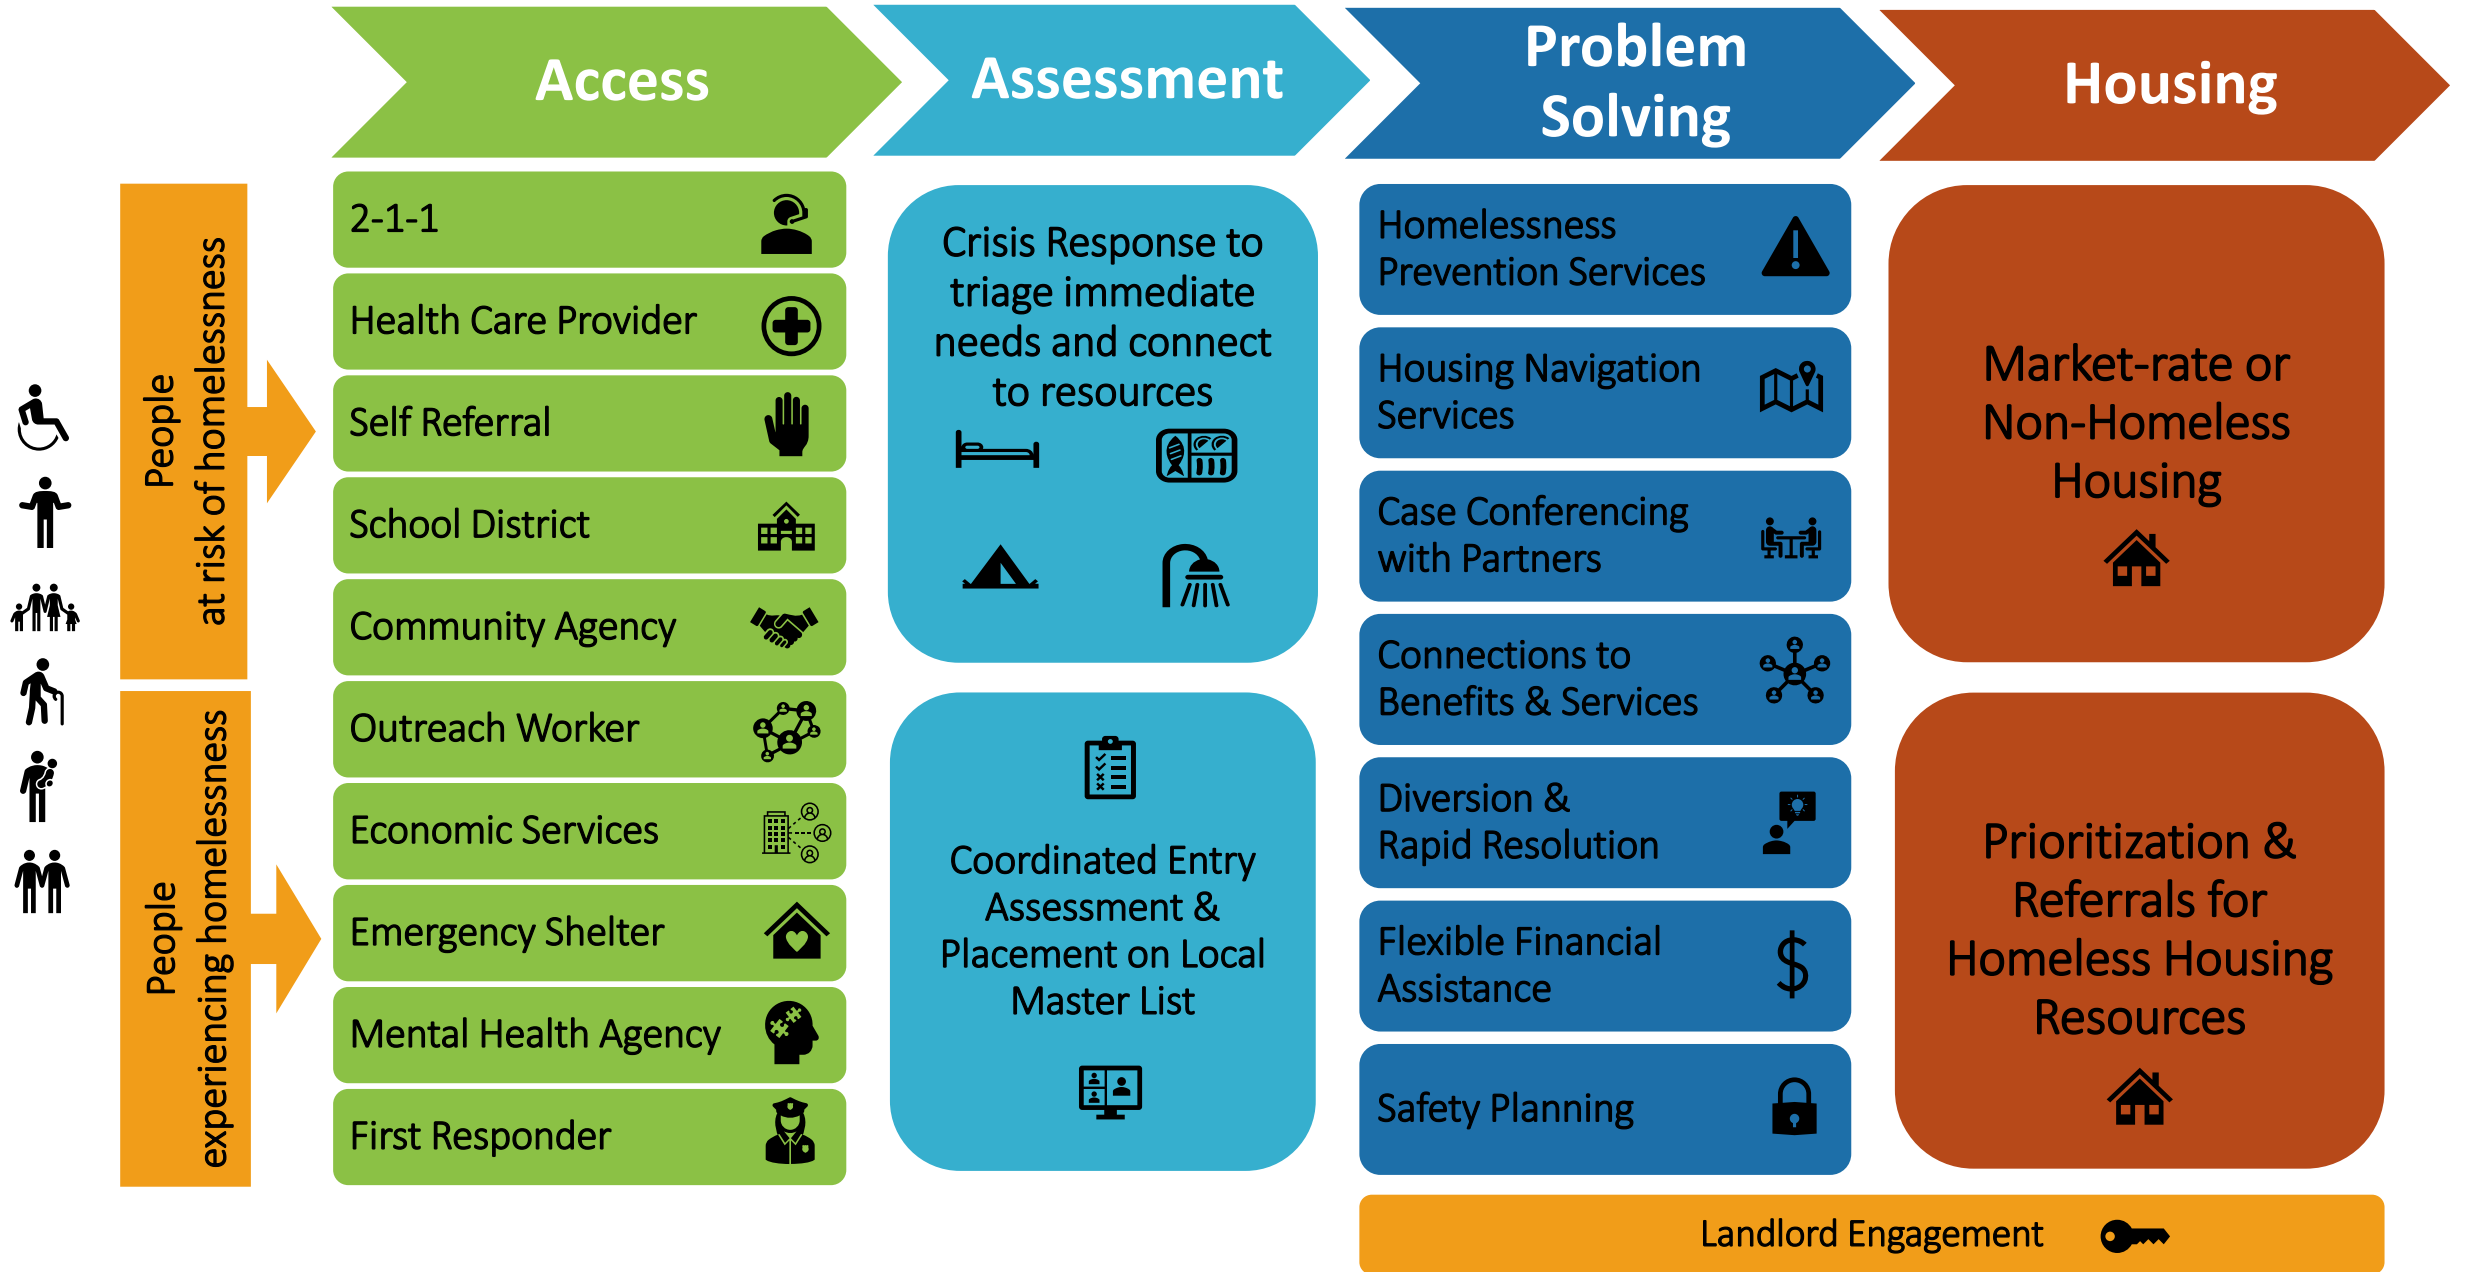 Access
Assessment
Problem
Solving
Housing
People
at risk of homelessness
People
experiencing homelessness
2-1-1
Health Care Provider
Self Referral
School District
Community Agency
Outreach Worker
Economic Services
Emergency Shelter
Mental Health Agency
First Responder
Crisis Response to
triage immediate
needs and connect
to resources
Coordinated Entry
Assessment &
Placement on Local
Master List
Homelessness
Prevention Services
Housing Navigation
Services
Case Conferencing
with Partners
Connections to
Benefits & Services
Diversion &
Rapid Resolution
Flexible Financial
Assistance
$
Safety Planning
Market-rate or
Non-Homeless
Housing
Prioritization &
Referrals for
Homeless Housing
Resources
Landlord Engagement